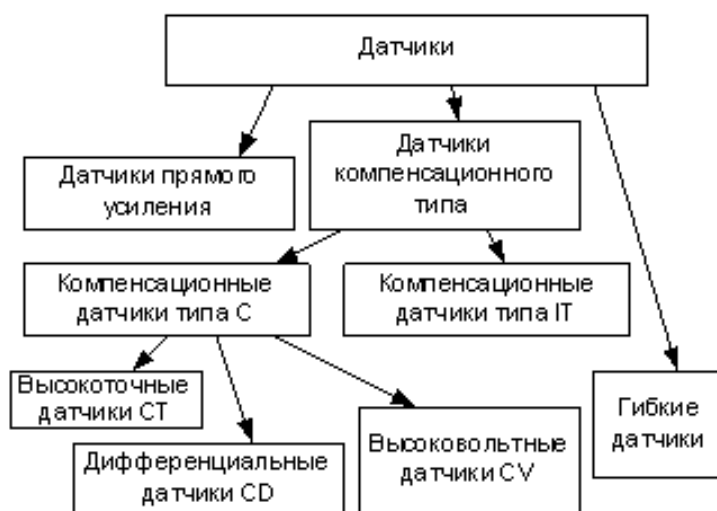 Датчики
Датчики прямого
усиления
Датчики
компенсационного
типа
Компенсационные
датчики типа С
Компенсационные
датчики типа IT
Высокоточные
датчики СТ
Дифференциальные
датчики CD
Высоковольтные
датчики CV
Гибкие
датчики